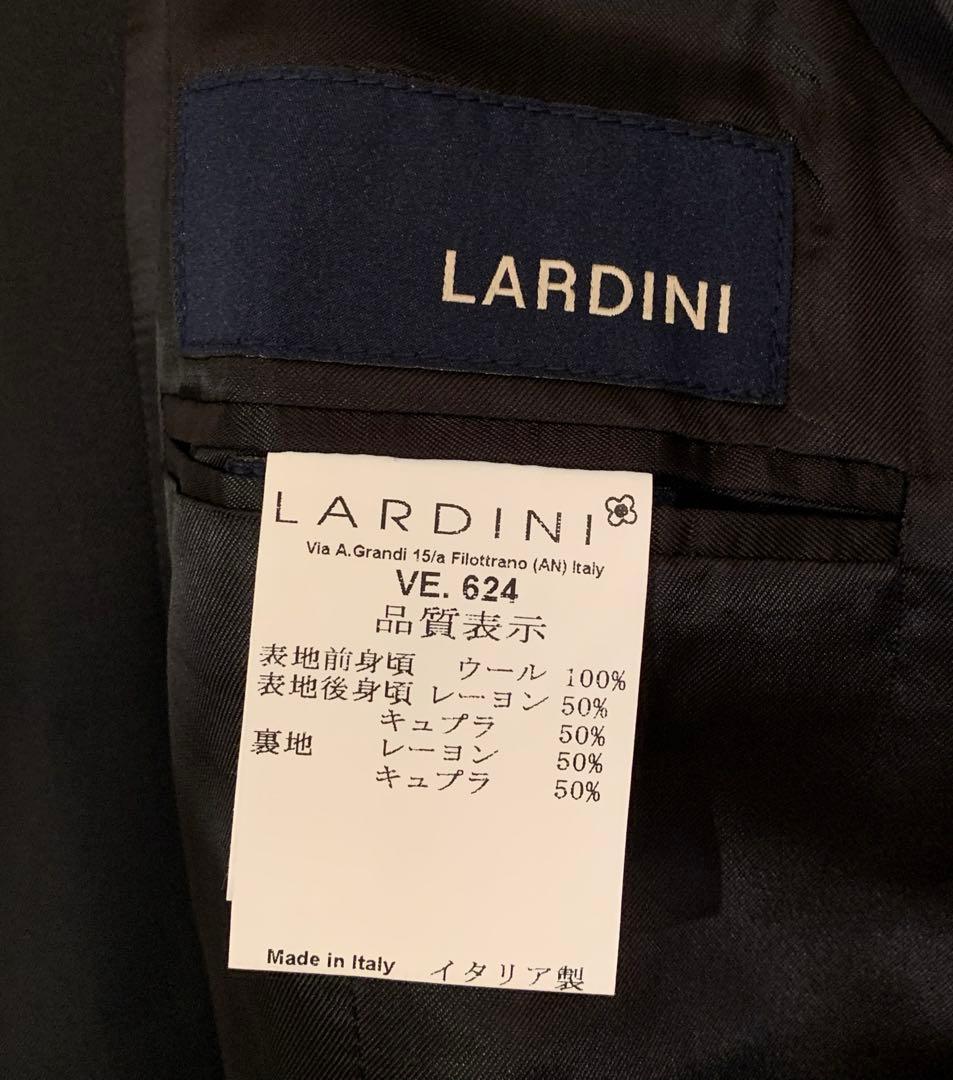 LARDINI
LARDINI
Via A.Grandi 15/a Filottrano (AN) Italy
VE. 624
品質表示
表地前身頃 ウール 100%
表地後身頃 レーヨン 50%
キュプラ 50%
裏地 レーヨン 50%
キュプラ 50%
Made in Italy イタリア製